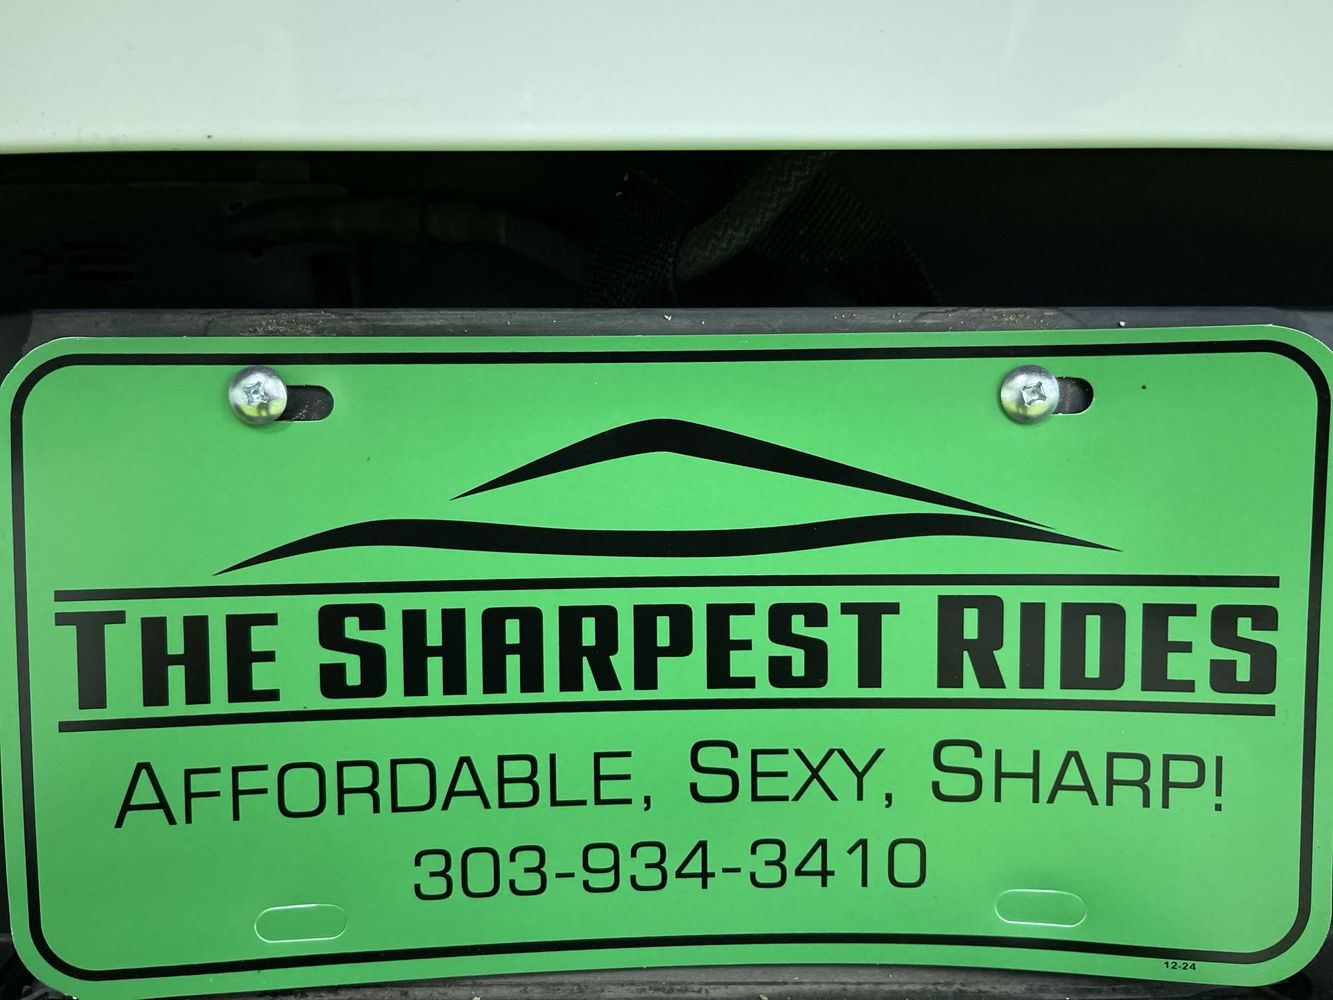 THE SHARPEST RIDES
AFFORDABLE, SEXY, SHARP!
303-934-3410
12-24